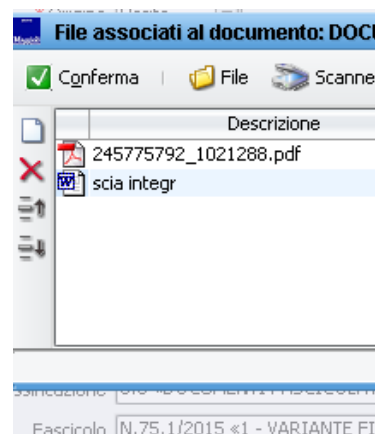 File associati al documento: DOCU
Conferma File Scanne
Descrizione
245775792_1021288.pdf
scia integr
Fascicolo N.75.1/2015 «1 - VARIANTE FI